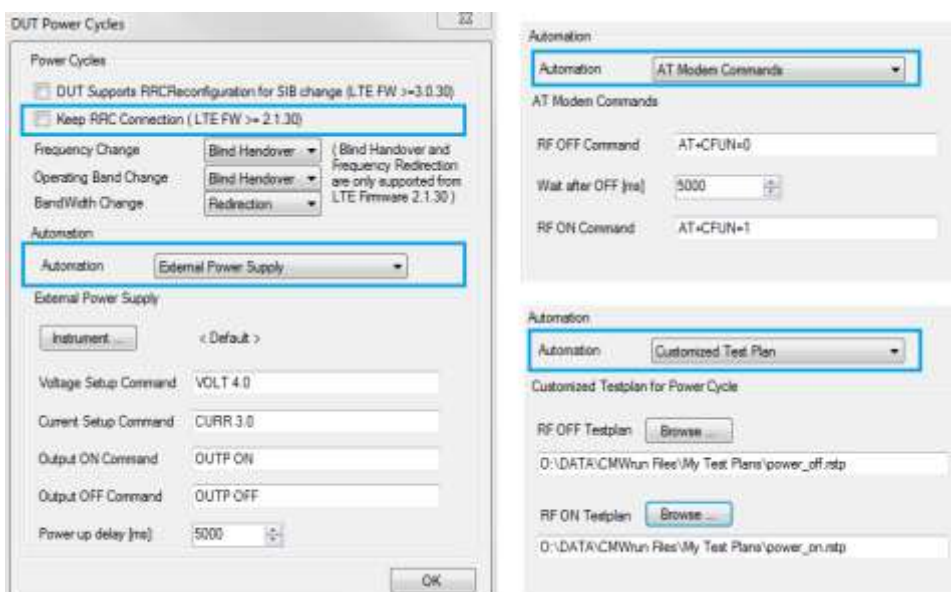 DUT Power Cycles
Power Cycles
DUT Supports RRCReconfiguration for SIB change (LTE FW >=3.0.30)
Keep RRC Connection ( LTE FW >= 2.1.30)
Frequency Change Blind Handover
Operating Band Change Blind Handover
BandWidth Change Redirection
( Blind Handover and
Frequency Redirection
are only supported from
LTE Firmware 2.1.30 )
Automation
Automation External Power Supply
External Power Supply
Instrument ... < Default >
Voltage Setup Command VOLT 4.0
Current Setup Command CURR 3.0
Output ON Command OUTP ON
Output OFF Command OUTP OFF
Power up delay [ms] 5000
OK
Automation
Automation AT Modem Commands
AT Modem Commands
RF OFF Command AT+CFUN=0
Wait after OFF [ms] 5000
RF ON Command AT+CFUN=1
Automation
Automation Customized Test Plan
Customized Testplan for Power Cycle
RF OFF Testplan Browse ...
D:\DATA\CMWrun Files\My Test Plans\power_off.rstp
RF ON Testplan Browse ...
D:\DATA\CMWrun Files\My Test Plans\power_on.rstp